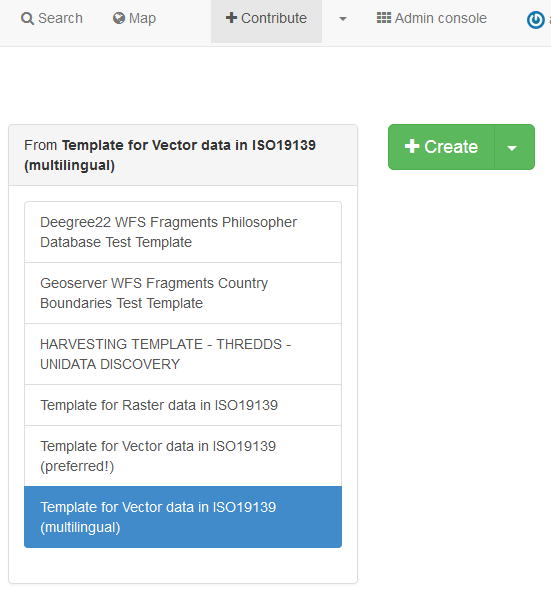 Search Map Contribute Admin console
From Template for Vector data in ISO19139
(multilingual)
Create
Deegree22 WFS Fragments Philosopher
Database Test Template
Geoserver WFS Fragments Country
Boundaries Test Template
HARVESTING TEMPLATE - THREDDS -
UNIDATA DISCOVERY
Template for Raster data in ISO19139
Template for Vector data in ISO19139
(preferred!)
Template for Vector data in ISO19139
(multilingual)